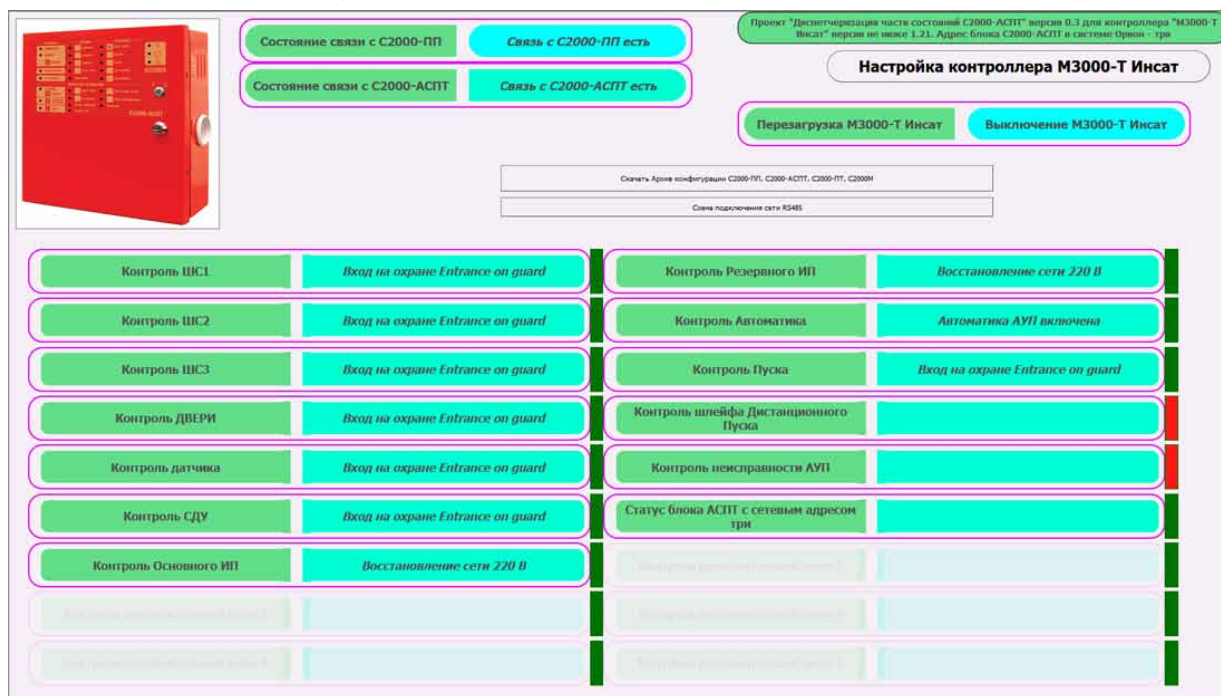 Состояние связи с С2000-ПП
Связь с С2000-ПП есть
Состояние связи с С2000-АСПТ
Связь с С2000-АСПТ есть
Проект "Диспетчеризация части состояний С2000-АСПТ" версия 0.3 для контроллера "М3000-Т
Инсат" версия не ниже 1.21. Адрес блока С2000-АСПТ в системе Орион - три
Настройка контроллера М3000-Т Инсат
Перезагрузка М3000-Т Инсат
Выключение М3000-Т Инсат
Скачать Архив конфигурации С2000-ПП, С2000-АСПТ, С2000-ПТ, С2000М
Схема подключения сети RS485
Контроль ШС1
Вход на охране Entrance on guard
Контроль ШС2
Вход на охране Entrance on guard
Контроль ШС3
Вход на охране Entrance on guard
Контроль ДВЕРИ
Вход на охране Entrance on guard
Контроль датчика
Вход на охране Entrance on guard
Контроль СДУ
Вход на охране Entrance on guard
Контроль Основного ИП
Восстановление сети 220 В
Контроль Резервного ИП
Восстановление сети 220 В
Контроль Автоматика
Автоматика АУП включена
Контроль Пуска
Вход на охране Entrance on guard
Контроль шлейфа Дистанционного
Пуска
Контроль неисправности АУП
Статус блока АСПТ с сетевым адресом
три